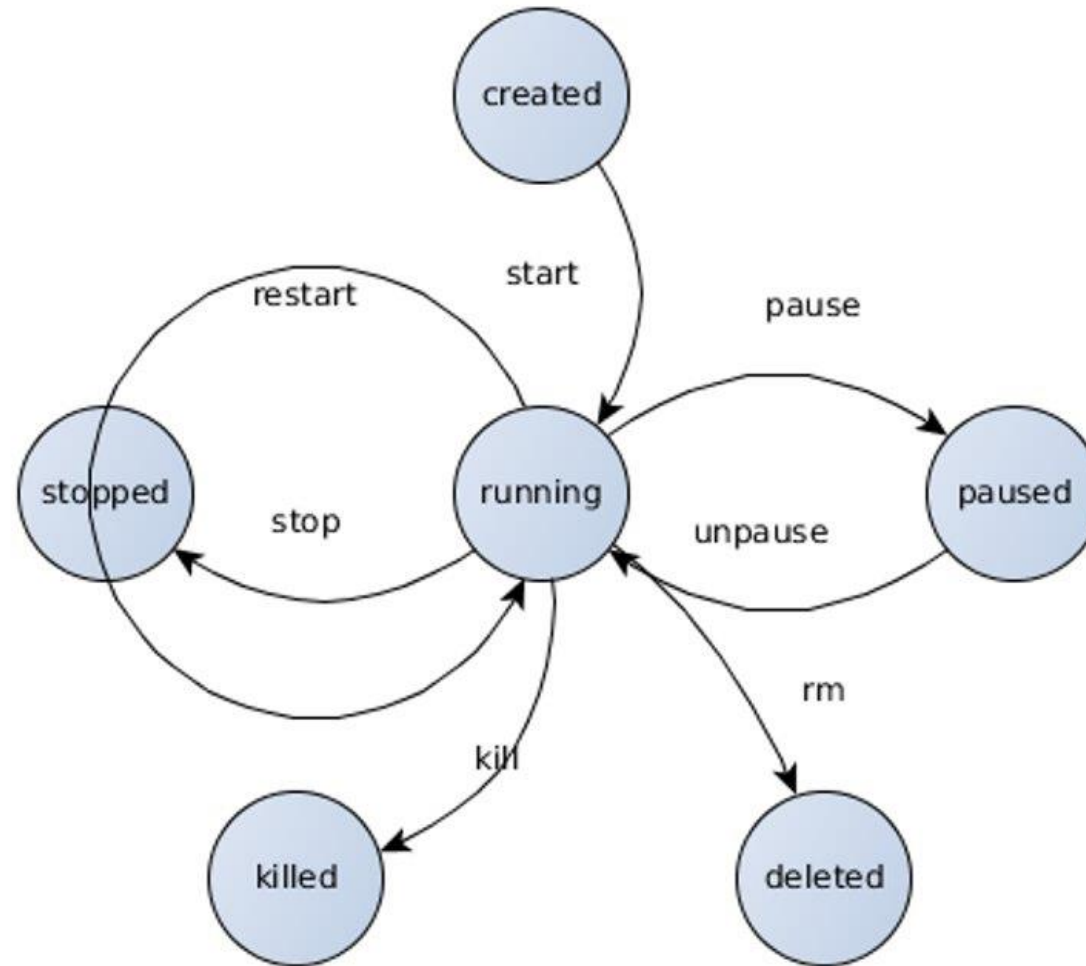 created
start
restart
pause
stopped
stop
running
unpause
paused
rm
kill
killed
deleted